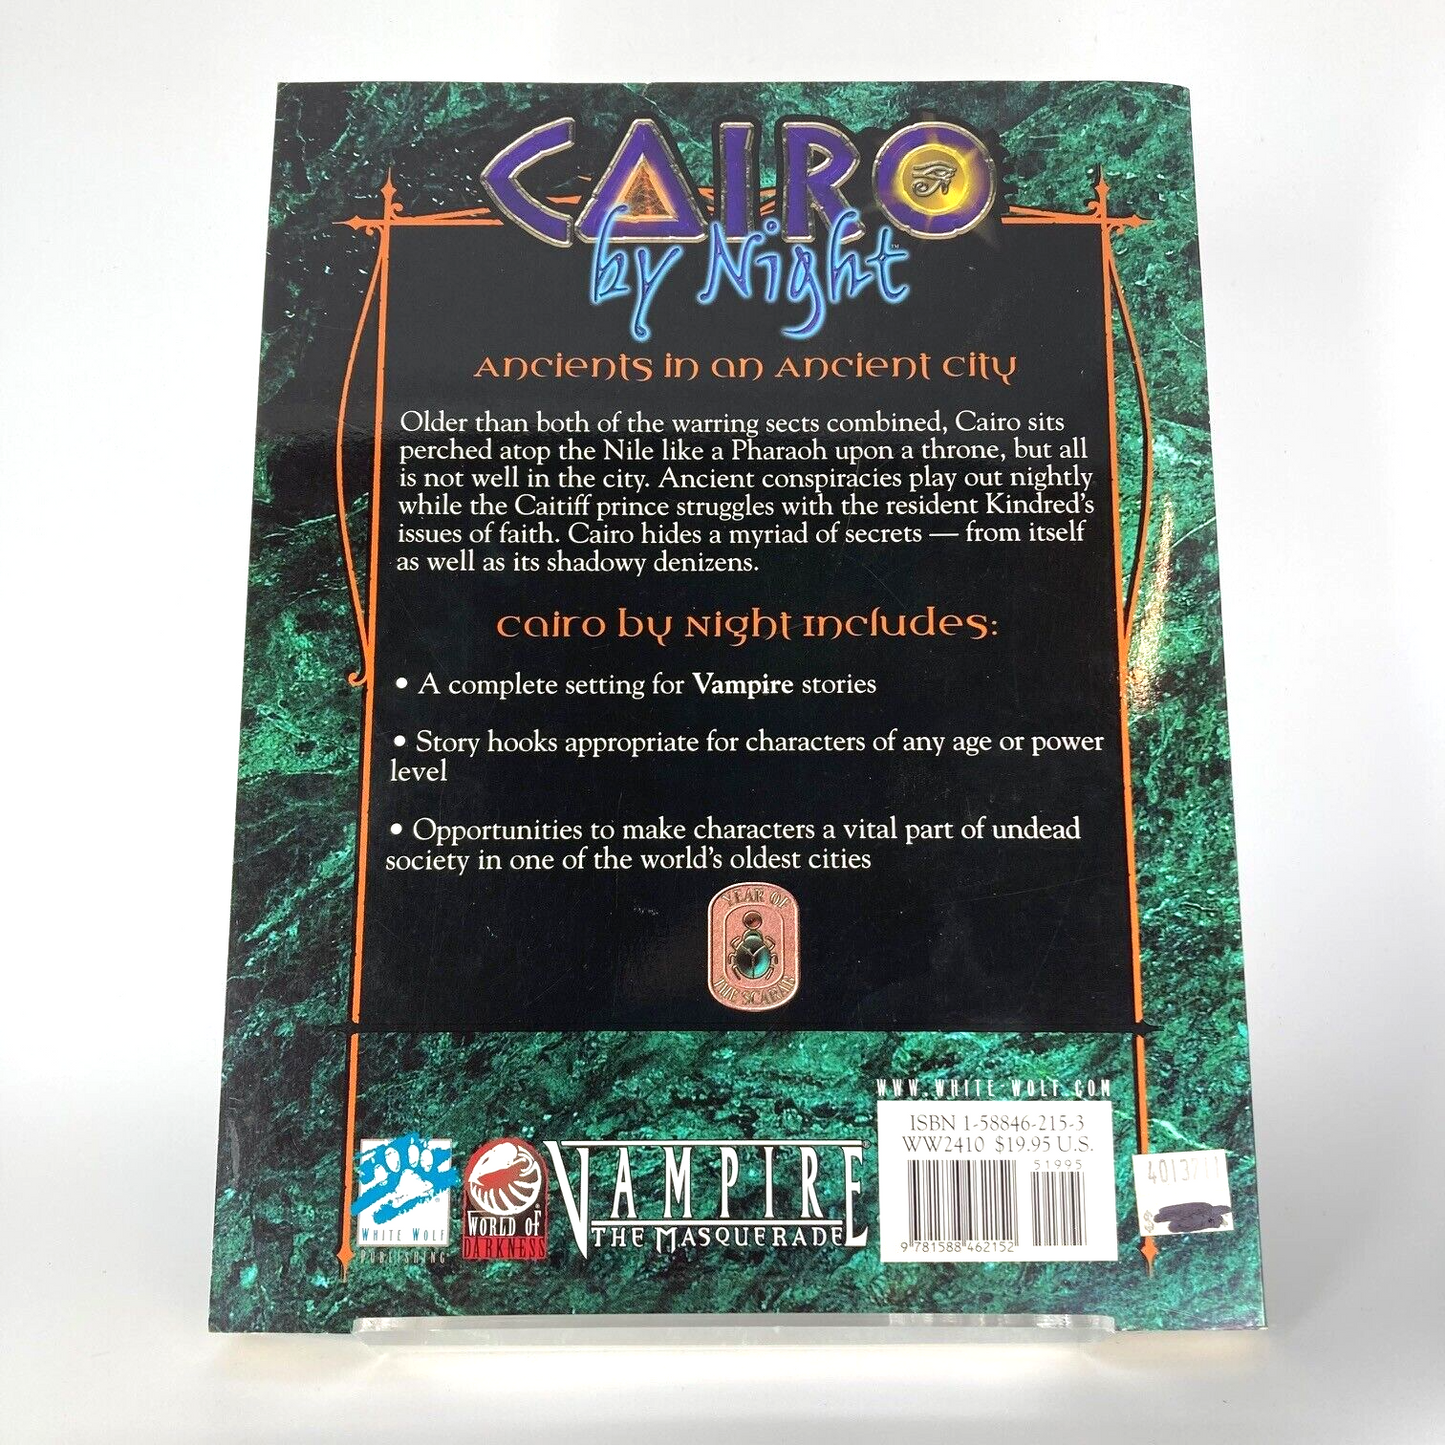 CAIRO
by Night™
Ancients in an Ancient City
Older than both of the warring sects combined, Cairo sits
perched atop the Nile like a Pharaoh upon a throne, but all
is not well in the city. Ancient conspiracies play out nightly
while the Caitiff prince struggles with the resident Kindred's
issues of faith. Cairo hides a myriad of secrets — from itself
as well as its shadowy denizens.
Cairo by Night Includes:
• A complete setting for Vampire stories
• Story hooks appropriate for characters of any age or power
level
• Opportunities to make characters a vital part of undead
society in one of the world's oldest cities
YEAR OF
THE SCARAB
WWW.WHITE-WOLF.COM
ISBN 1-58846-215-3
WW2410 $19.95 U.S.
51995
9 781588 462152
WHITE WOLF
PUBLISHING
WORLD OF
DARKNESS
VAMPIRE®
THE MASQUERADE